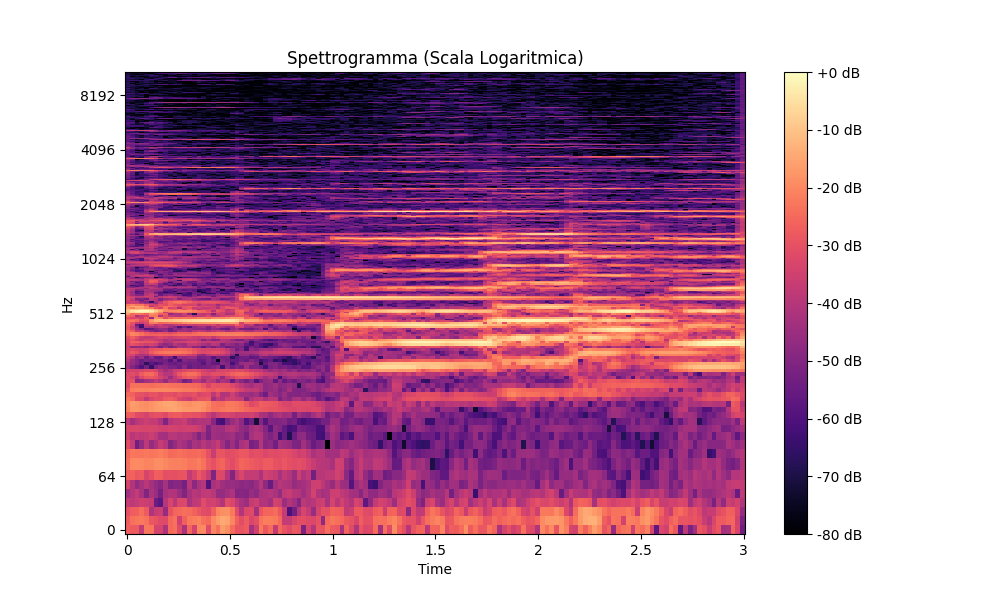 Spettrogramma (Scala Logaritmica)
Hz
8192
4096
2048
1024
512
256
128
64
0
0
0.5
1
1.5
2
2.5
3
Time
+0 dB
-10 dB
-20 dB
-30 dB
-40 dB
-50 dB
-60 dB
-70 dB
-80 dB